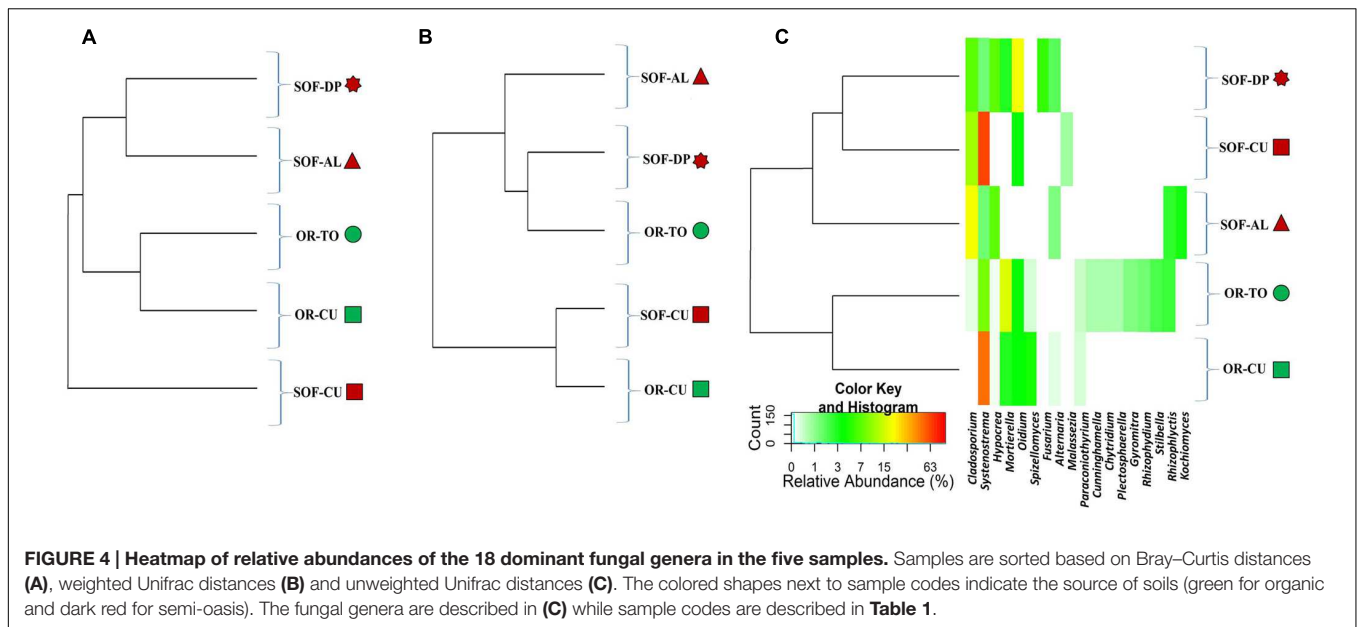 A
SOF-DP
SOF-AL
OR-TO
OR-CU
SOF-CU
B
SOF-AL
SOF-DP
OR-TO
SOF-CU
OR-CU
C
SOF-DP
SOF-CU
SOF-AL
OR-TO
OR-CU
Color Key
and Histogram
Count
0 150
0 1 3 7 15 63
Relative Abundance (%)
Cladosporium
Systenostrema
Hypocrea
Mortierella
Oidium
Spizellomyces
Fusarium
Alternaria
Malassezia
Paraconiothyrium
Cunninghamella
Chytridium
Plectosphaerella
Gyromitra
Rhizophydium
Stilbella
Rhizophlyctis
Kochiomyces
FIGURE 4 | Heatmap of relative abundances of the 18 dominant fungal genera in the five samples. Samples are sorted based on Bray–Curtis distances
(A), weighted Unifrac distances (B) and unweighted Unifrac distances (C). The colored shapes next to sample codes indicate the source of soils (green for organic
and dark red for semi-oasis). The fungal genera are described in (C) while sample codes are described in Table 1.